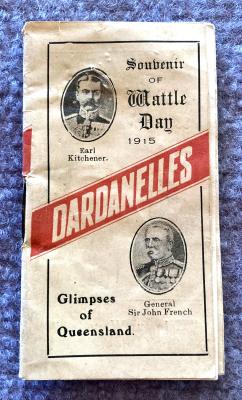 Souvenir
OF
Wattle
Day
1915
Earl
Kitchener.
DARDANELLES
General
Sir John French
Glimpses
of
Queensland.